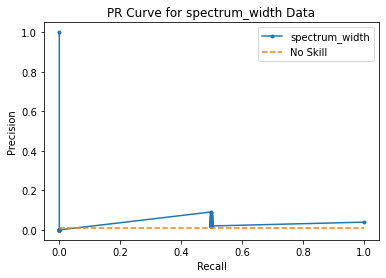 PR Curve for spectrum_width Data
spectrum_width
No Skill
Precision
1.0
0.8
0.6
0.4
0.2
0.0
0.0 0.2 0.4 0.6 0.8 1.0
Recall